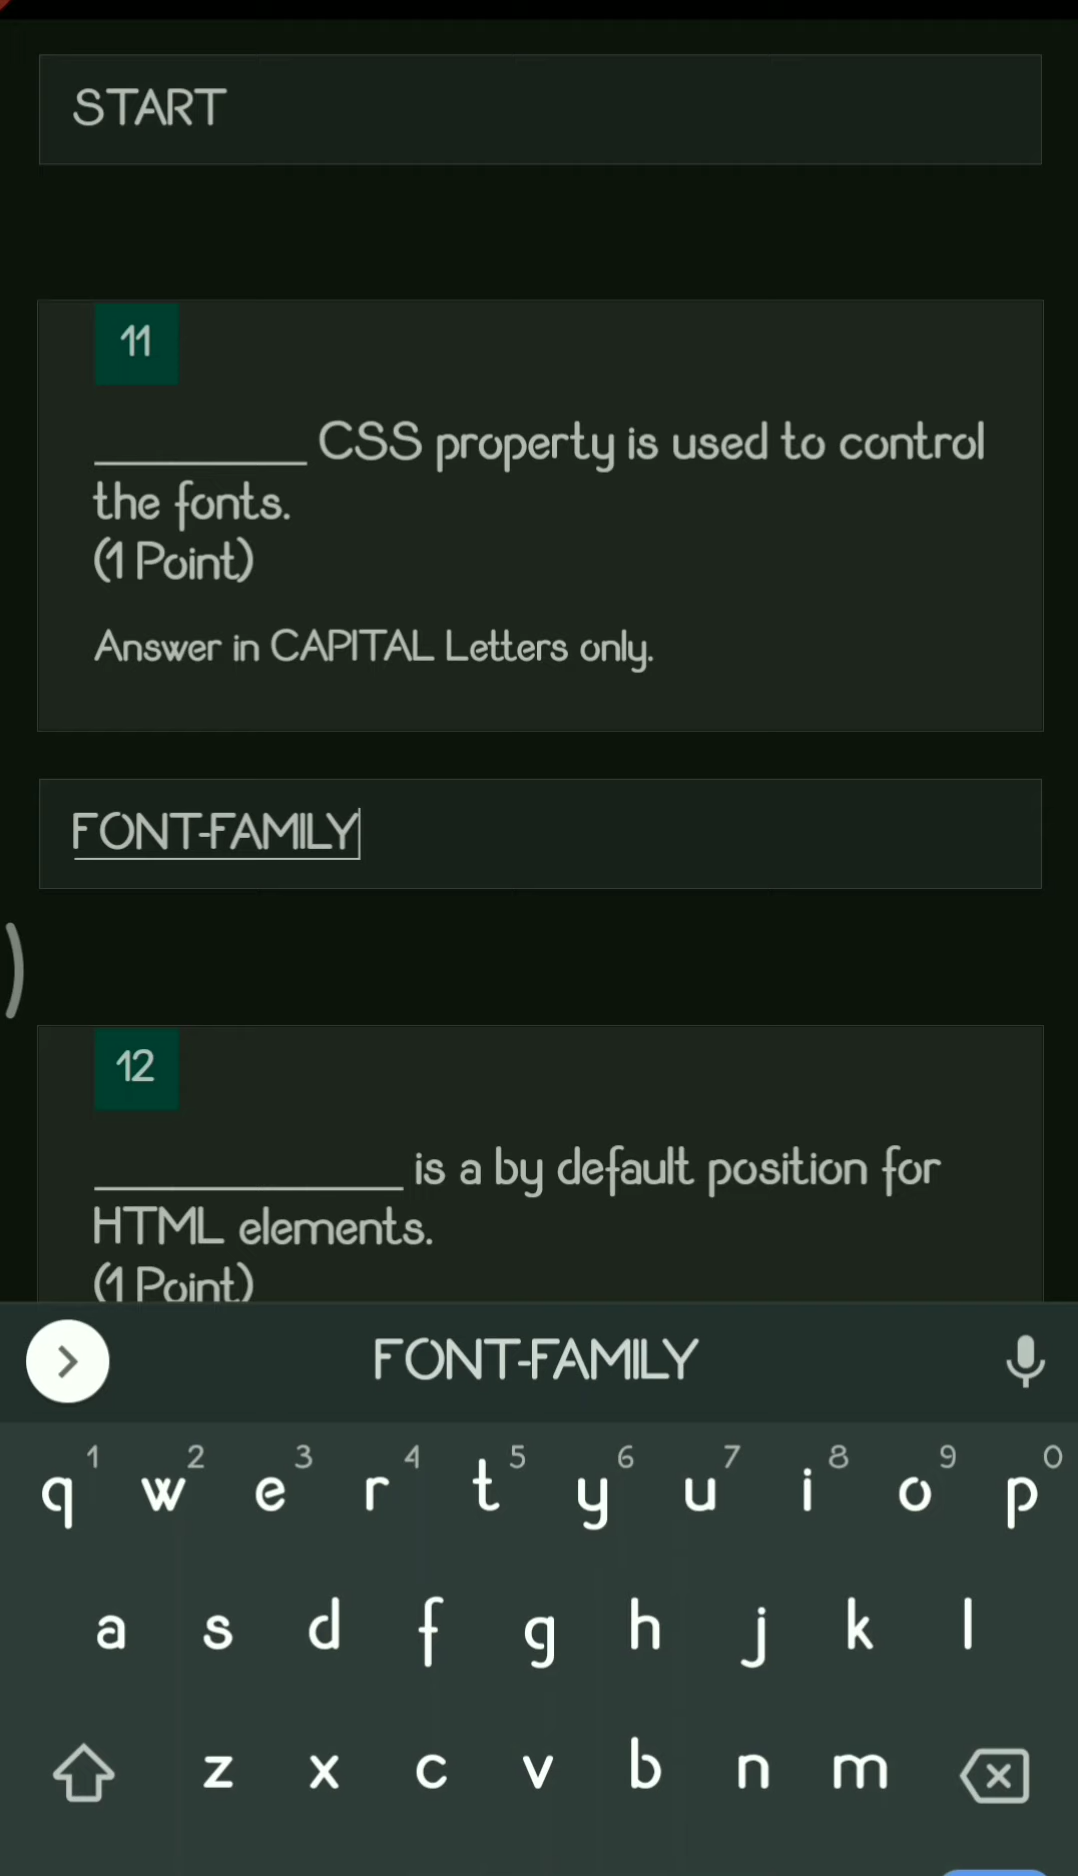 START
11
__________ CSS property is used to control
the fonts.
(1 Point)
Answer in CAPITAL Letters only.
FONT-FAMILY
12
______________ is a by default position for
HTML elements.
(1 Point)
FONT-FAMILY
1 2 3 4 5 6 7 8 9 0
q w e r t y u i o p
a s d f g h j k l
z x c v b n m